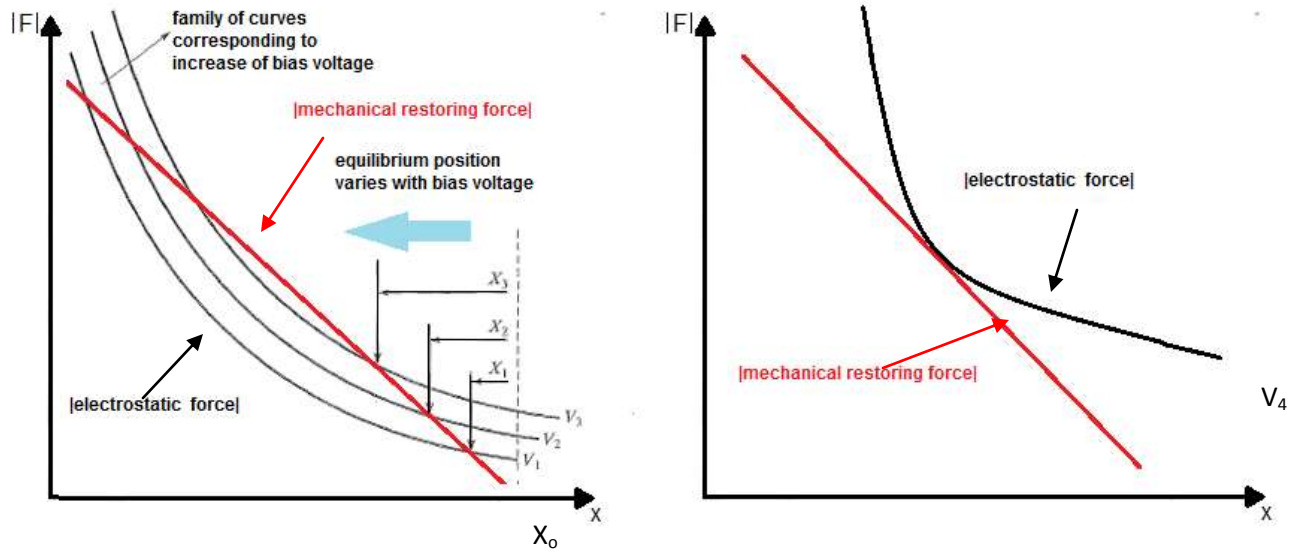 |F|
family of curves
corresponding to
increase of bias voltage
|mechanical restoring force|
equilibrium position
varies with bias voltage
X3
X2
X1
|electrostatic force|
V3
V2
V1
x
Xo
|F|
|electrostatic force|
|mechanical restoring force|
V4
x